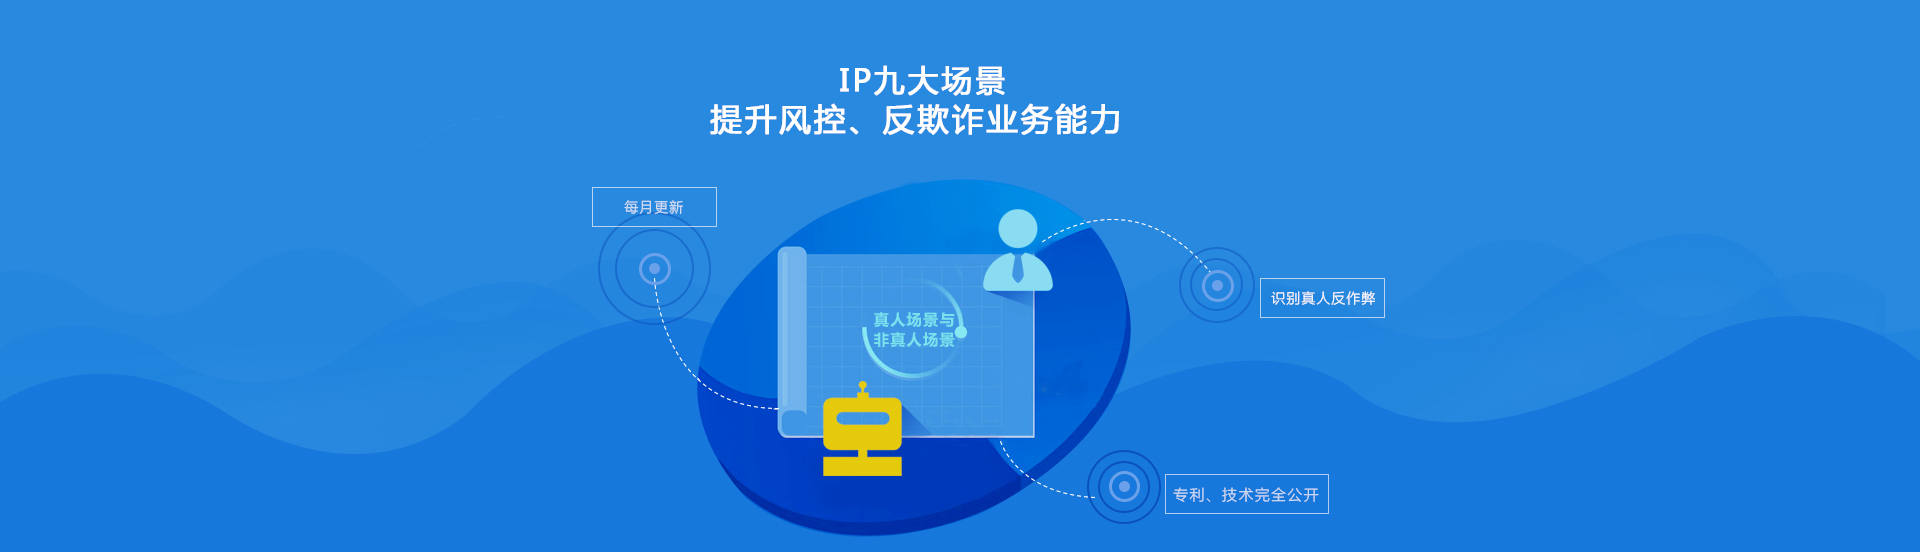 IP九大场景
提升风控、反欺诈业务能力
每月更新
识别真人反作弊
真人场景与
非真人场景
专利、技术完全公开